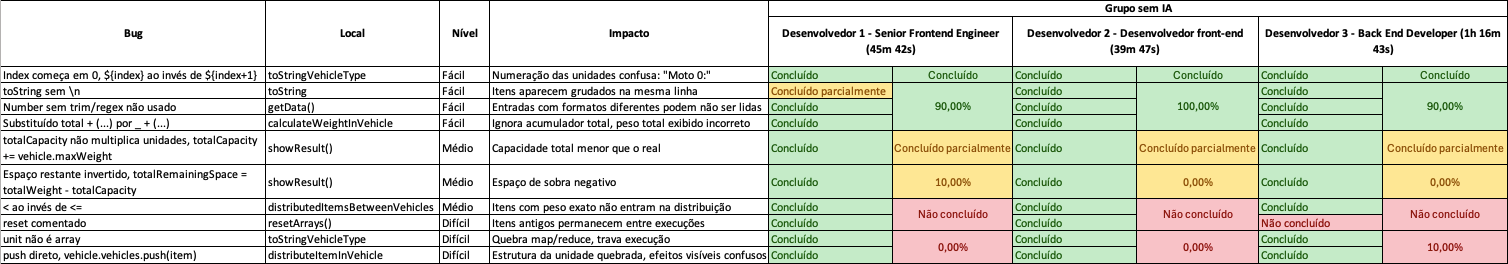 Grupo sem IA
Bug Local Nível Impacto Desenvolvedor 1 - Senior Frontend Engineer (45m 42s) Desenvolvedor 2 - Desenvolvedor front-end (39m 47s) Desenvolvedor 3 - Back End Developer (1h 16m 43s)
Index começa em 0, ${index} ao invés de ${index+1} toStringVehicleType Fácil Numeração das unidades confusa: "Moto 0:" Concluído Concluído Concluído Concluído Concluído Concluído
toString sem \n toString Fácil Itens aparecem grudados na mesma linha Concluído parcialmente Concluído Concluído
Number sem trim/regex não usado getData() Fácil Entradas com formatos diferentes podem não ser lidas Concluído 90,00% Concluído 100,00% Concluído 90,00%
Substituído total + (...) por _ + (...) calculateWeightInVehicle Fácil Ignora acumulador total, peso total exibido incorreto Concluído Concluído Concluído
totalCapacity não multiplica unidades, totalCapacity
+= vehicle.maxWeight showResult() Médio Capacidade total menor que o real Concluído Concluído parcialmente Concluído Concluído parcialmente Concluído Concluído parcialmente
Espaço restante invertido, totalRemainingSpace =
totalWeight - totalCapacity showResult() Médio Espaço de sobra negativo Concluído 10,00% Concluído 0,00% Concluído 0,00%
< ao invés de <= distributedItemsBetweenVehicles Médio Itens com peso exato não entram na distribuição Concluído Não concluído Concluído Não concluído Concluído Não concluído
reset comentado resetArrays() Difícil Itens antigos permanecem entre execuções Concluído Concluído Não concluído
unit não é array toStringVehicleType Difícil Quebra map/reduce, trava execução Concluído 0,00% Concluído 0,00% Concluído 10,00%
push direto, vehicle.vehicles.push(item) distributeItemInVehicle Difícil Estrutura da unidade quebrada, efeitos visíveis confusos Concluído Concluído Concluído